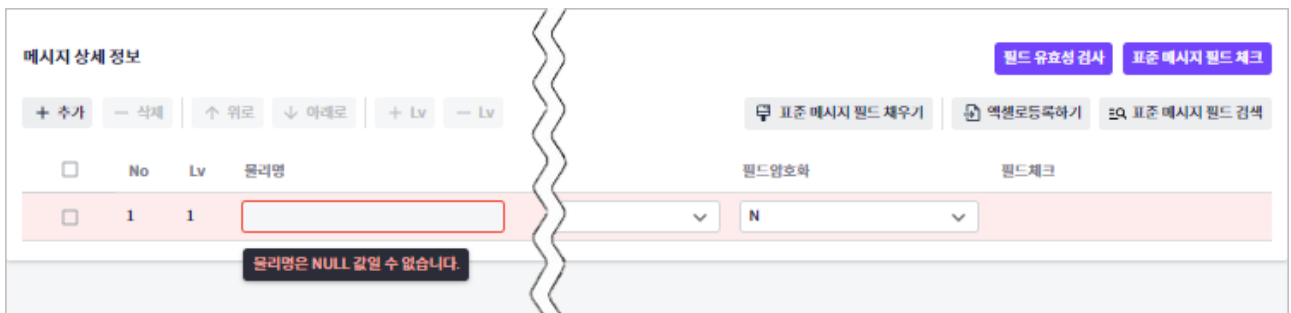 메시지 상세 정보
필드 유효성 검사 표준 메시지 필드 체크
+ 추가 － 삭제 ↑ 위로 ↓ 아래로 + Lv － Lv 표준 메시지 필드 채우기 엑셀로등록하기 표준 메시지 필드 검색
No Lv 물리명 필드암호화 필드체크
1 1 N
물리명은 NULL 값일 수 없습니다.